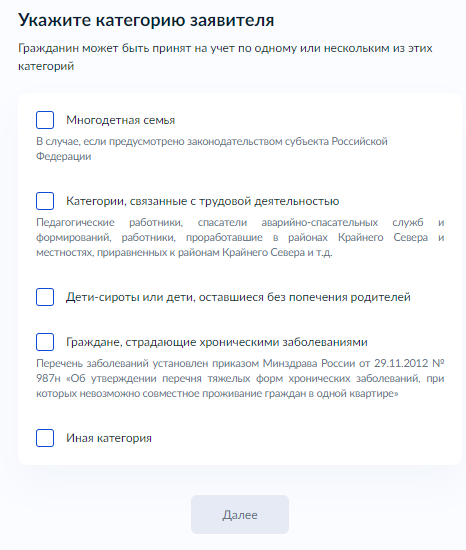 Укажите категорию заявителя
Гражданин может быть принят на учет по одному или нескольким из этих
категорий
Многодетная семья
В случае, если предусмотрено законодательством субъекта Российской
Федерации
Категории, связанные с трудовой деятельностью
Педагогические работники, спасатели аварийно-спасательных служб и
формирований, работники, проработавшие в районах Крайнего Севера и
местностях, приравненных к районам Крайнего Севера и т.д.
Дети-сироты или дети, оставшиеся без попечения родителей
Граждане, страдающие хроническими заболеваниями
Перечень заболеваний установлен приказом Минздрава России от 29.11.2012 №
987н «Об утверждении перечня тяжелых форм хронических заболеваний, при
которых невозможно совместное проживание граждан в одной квартире»
Иная категория
Далее